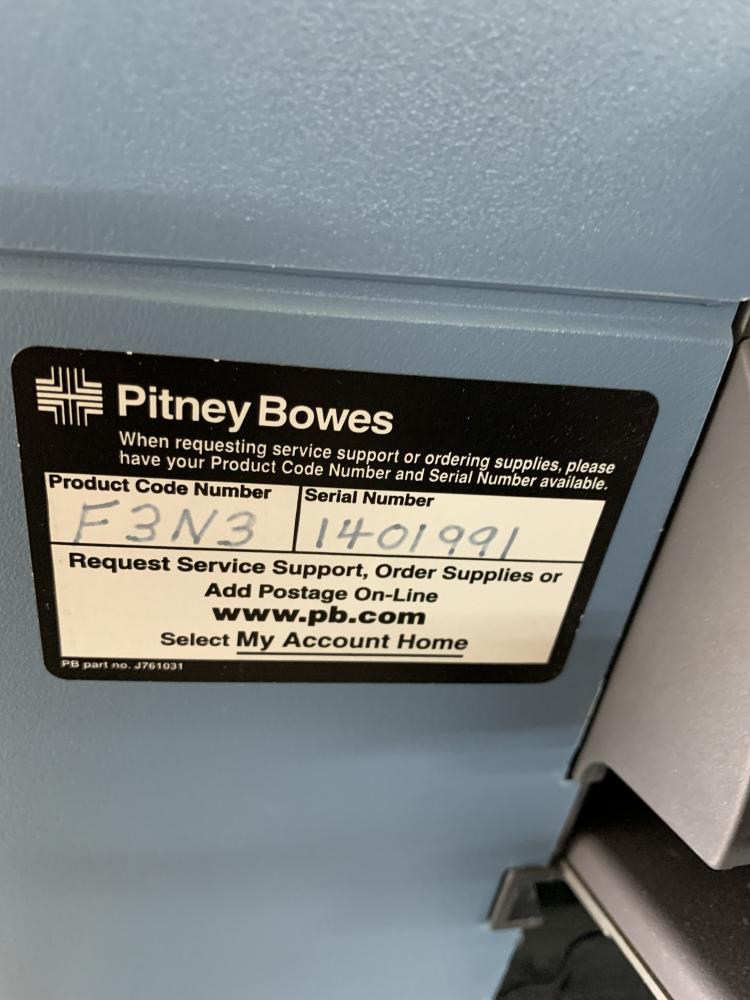 Pitney Bowes
When requesting service support or ordering supplies, please
have your Product Code Number and Serial Number available.
Product Code Number
F3N3
Serial Number
1401991
Request Service Support, Order Supplies or
Add Postage On-Line
www.pb.com
Select My Account Home
PB part no. J761031